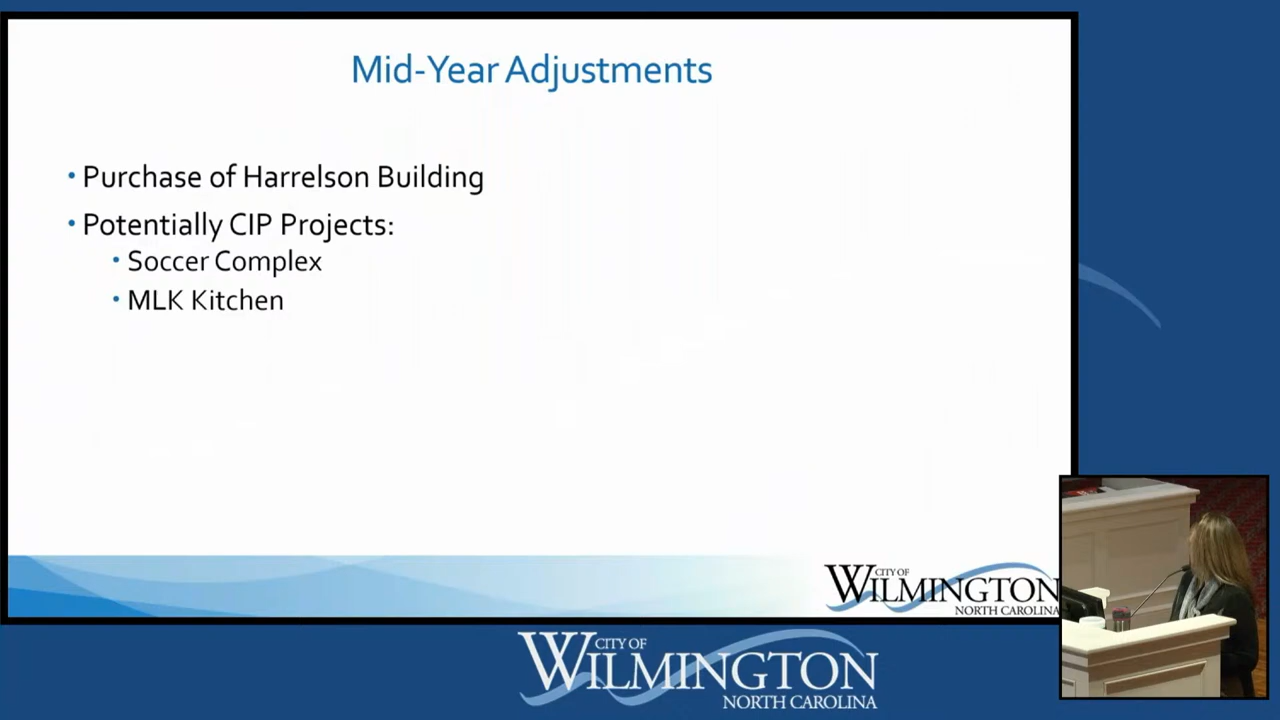 Mid-Year Adjustments
• Purchase of Harrelson Building
• Potentially CIP Projects:
• Soccer Complex
• MLK Kitchen
CITY OF
WILMINGTON
NORTH CAROLINA
CITY OF
WILMINGTON
NORTH CAROLINA